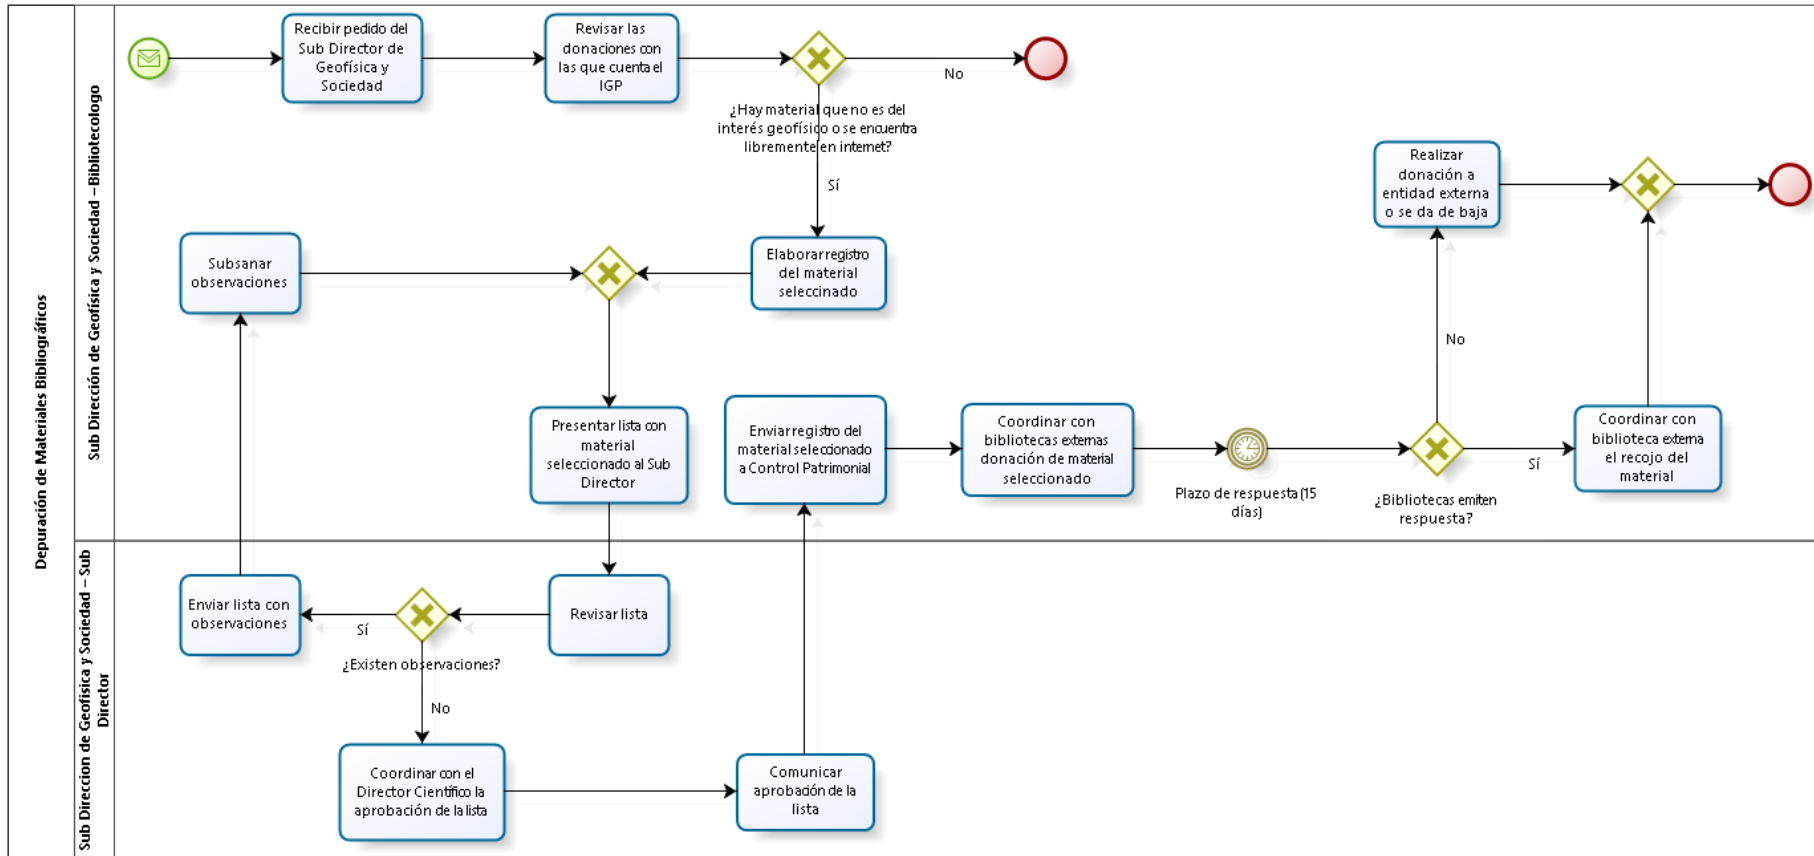 Depuración de Materiales Bibliográficos
Sub Dirección de Geofísica y Sociedad – Bibliotecologo
Recibir pedido del
Sub Director de
Geofísica y
Sociedad
Revisar las
donaciones con
las que cuenta el
IGP
No
¿Hay material que no es del
interés geofísico o se encuentra
libremente en internet?
Sí
Realizar
donación a
entidad externa
o se da de baja
Subsanar
observaciones
Elaborar registro
del material
seleccinado
No
Presentar lista con
material
seleccionado al Sub
Director
Enviar registro del
material seleccionado
a Control Patrimonial
Coordinar con
bibliotecas externas
donación de material
seleccionado
Plazo de respuesta (15
días)
¿Bibliotecas emiten
respuesta?
Sí
Coordinar con
biblioteca externa
el recojo del
material
Sub Direccion de Geofisica y Sociedad – Sub
Director
Enviar lista con
observaciones
Sí
¿Existen observaciones?
Revisar lista
No
Coordinar con el
Director Científico la
aprobación de la lista
Comunicar
aprobación de la
lista